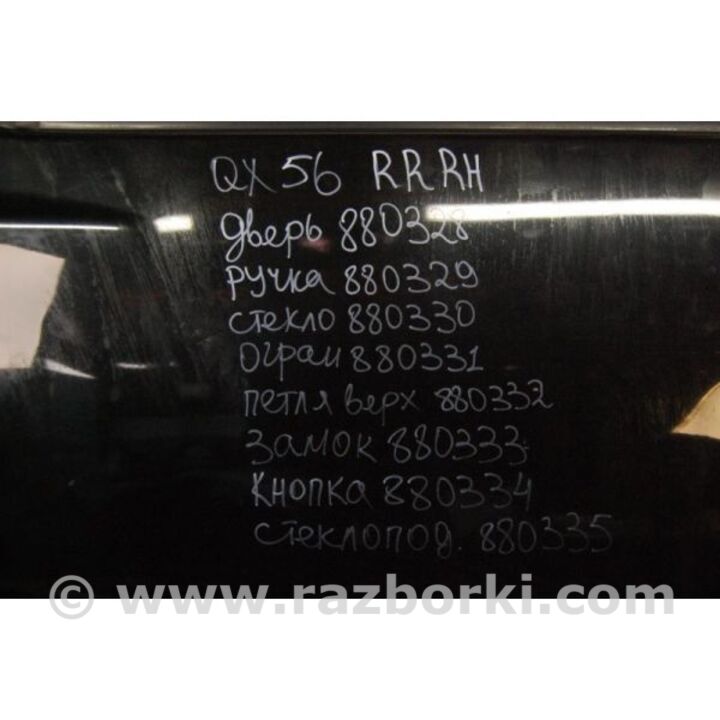 QX 56 RR RH
дверь 880328
ручка 880329
стекло 880330
Огран 880331
петля верх 880332
Замок 880333
Кнопка 880334
стеклопод. 880335
© www.razborki.com